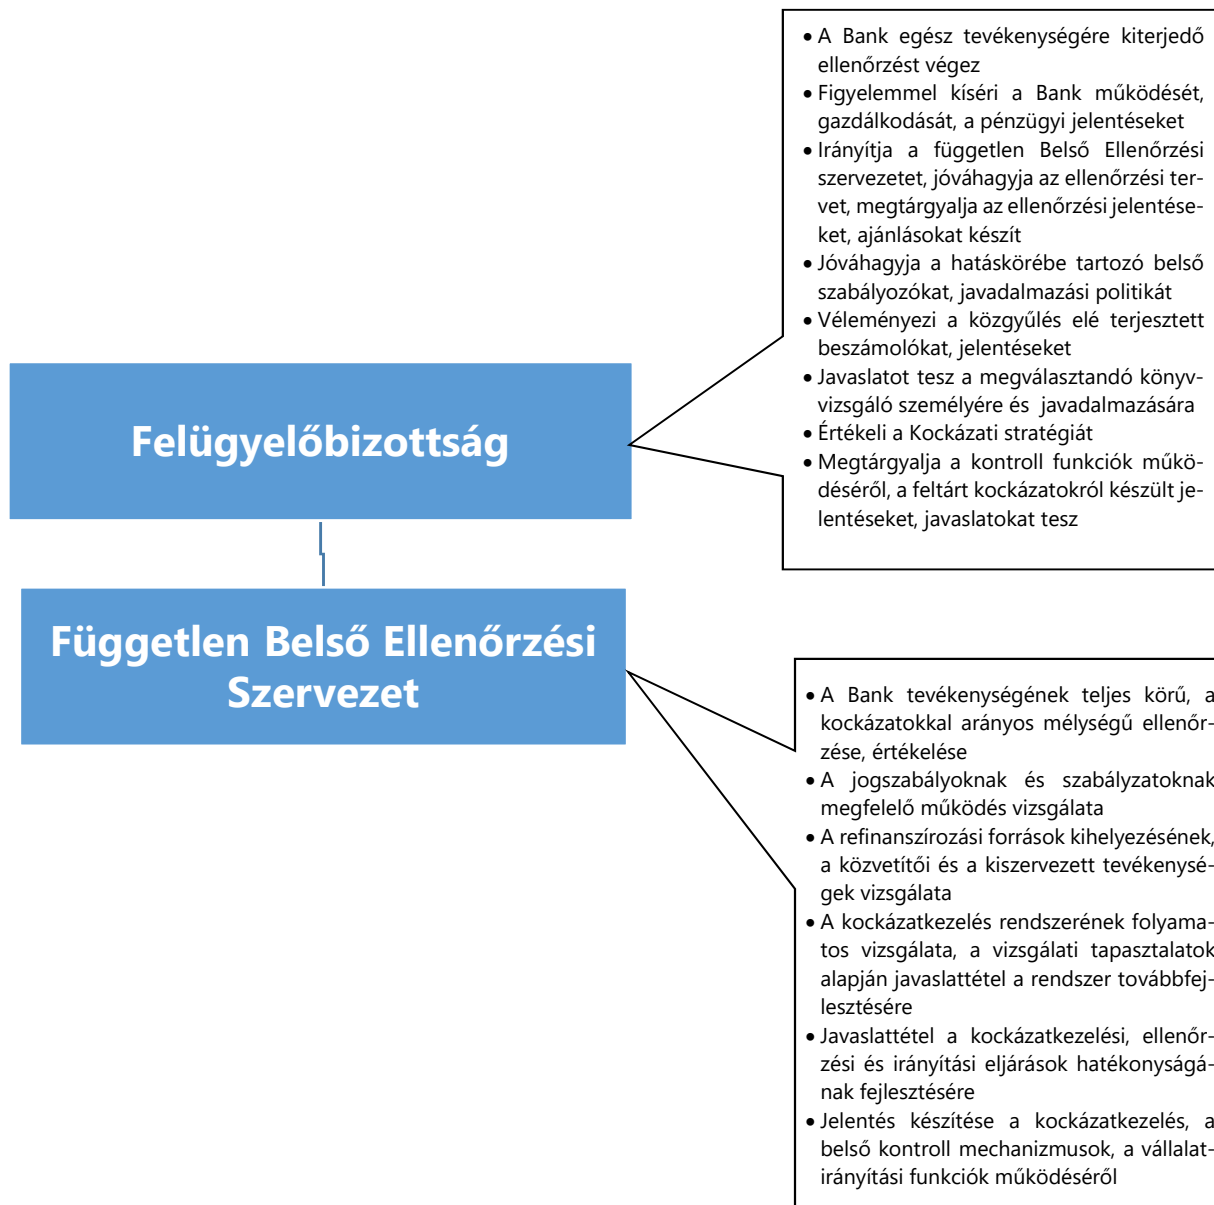 • A Bank egész tevékenységére kiterjedő
ellenőrzést végez
• Figyelemmel kíséri a Bank működését,
gazdálkodását, a pénzügyi jelentéseket
• Irányítja a független Belső Ellenőrzési
szervezetet, jóváhagyja az ellenőrzési ter-
vet, megtárgyalja az ellenőrzési jelentése-
ket, ajánlásokat készít
• Jóváhagyja a hatáskörébe tartozó belső
szabályozókat, javadalmazási politikát
• Véleményezi a közgyűlés elé terjesztett
beszámolókat, jelentéseket
• Javaslatot tesz a megválasztandó könyv-
vizsgáló személyére és javadalmazására
• Értékeli a Kockázati stratégiát
• Megtárgyalja a kontroll funkciók műkö-
déséről, a feltárt kockázatokról készült je-
lentéseket, javaslatokat tesz
Felügyelőbizottság
Független Belső Ellenőrzési
Szervezet
• A Bank tevékenységének teljes körű, a
kockázatokkal arányos mélységű ellenőr-
zése, értékelése
• A jogszabályoknak és szabályzatoknak
megfelelő működés vizsgálata
• A refinanszírozási források kihelyezésének,
a közvetítői és a kiszervezett tevékenysé-
gek vizsgálata
• A kockázatkezelés rendszerének folyama-
tos vizsgálata, a vizsgálati tapasztalatok
alapján javaslattétel a rendszer továbbfej-
lesztésére
• Javaslattétel a kockázatkezelési, ellenőr-
zési és irányítási eljárások hatékonyságá-
nak fejlesztésére
• Jelentés készítése a kockázatkezelés, a
belső kontroll mechanizmusok, a vállalat-
irányítási funkciók működéséről